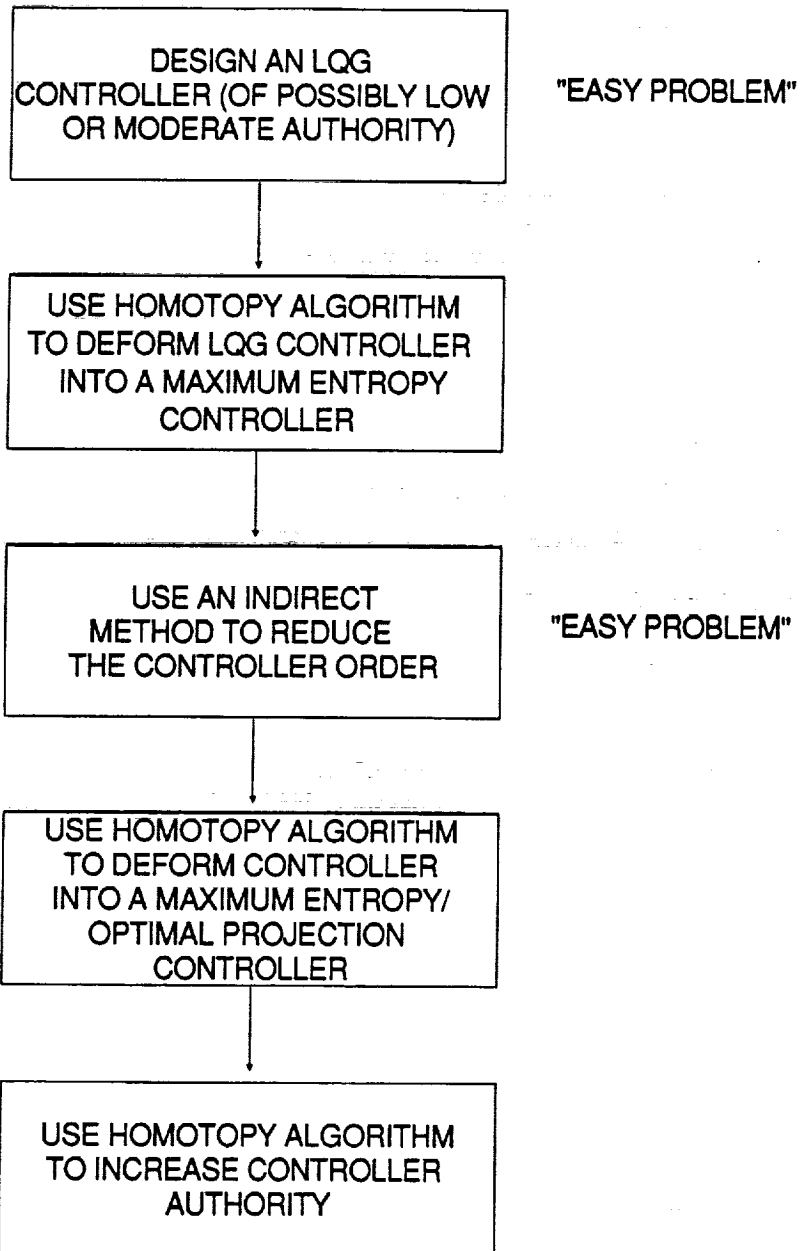 DESIGN AN LQG
CONTROLLER (OF POSSIBLY LOW
OR MODERATE AUTHORITY)
"EASY PROBLEM"
USE HOMOTOPY ALGORITHM
TO DEFORM LQG CONTROLLER
INTO A MAXIMUM ENTROPY
CONTROLLER
USE AN INDIRECT
METHOD TO REDUCE
THE CONTROLLER ORDER
"EASY PROBLEM"
USE HOMOTOPY ALGORITHM
TO DEFORM CONTROLLER
INTO A MAXIMUM ENTROPY/
OPTIMAL PROJECTION
CONTROLLER
USE HOMOTOPY ALGORITHM
TO INCREASE CONTROLLER
AUTHORITY